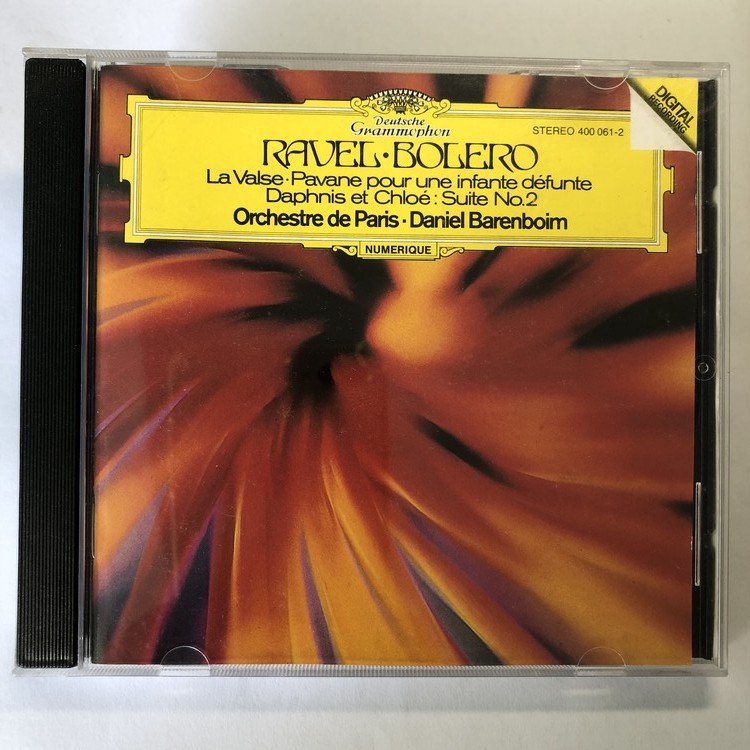 Deutsche
Grammophon
STEREO 400 061-2
DIGITAL
RECORDING
RAVEL·BOLERO
La Valse·Pavane pour une infante défunte
Daphnis et Chloé: Suite No.2
Orchestre de Paris·Daniel Barenboim
NUMERIQUE